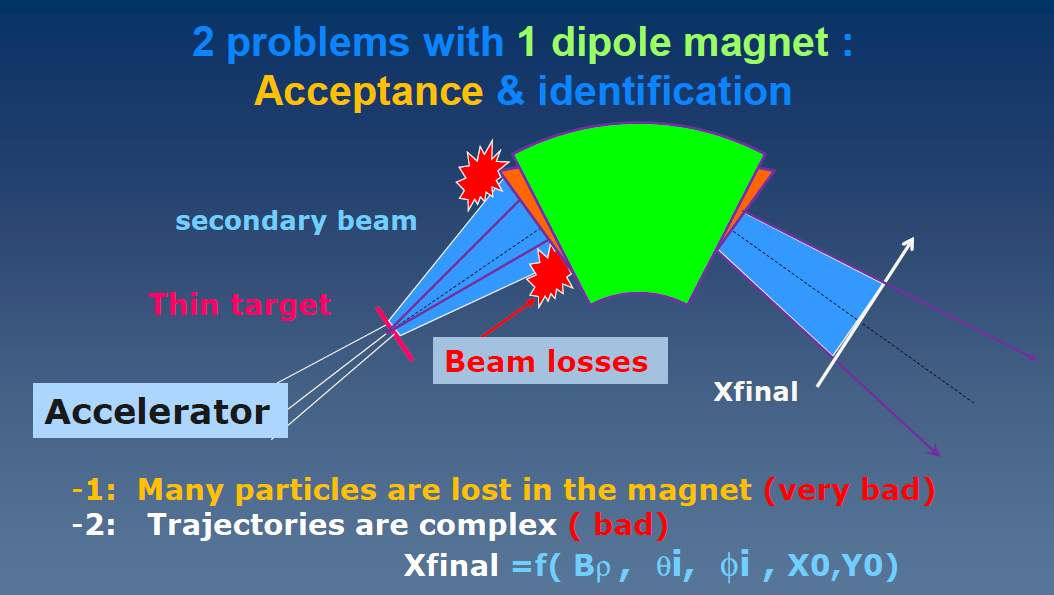 2 problems with 1 dipole magnet :
Acceptance & identification
secondary beam
Thin target
Beam losses
Xfinal
Accelerator
-1: Many particles are lost in the magnet (very bad)
-2: Trajectories are complex ( bad)
Xfinal =f( Bρ , θi, ϕi , X0,Y0)